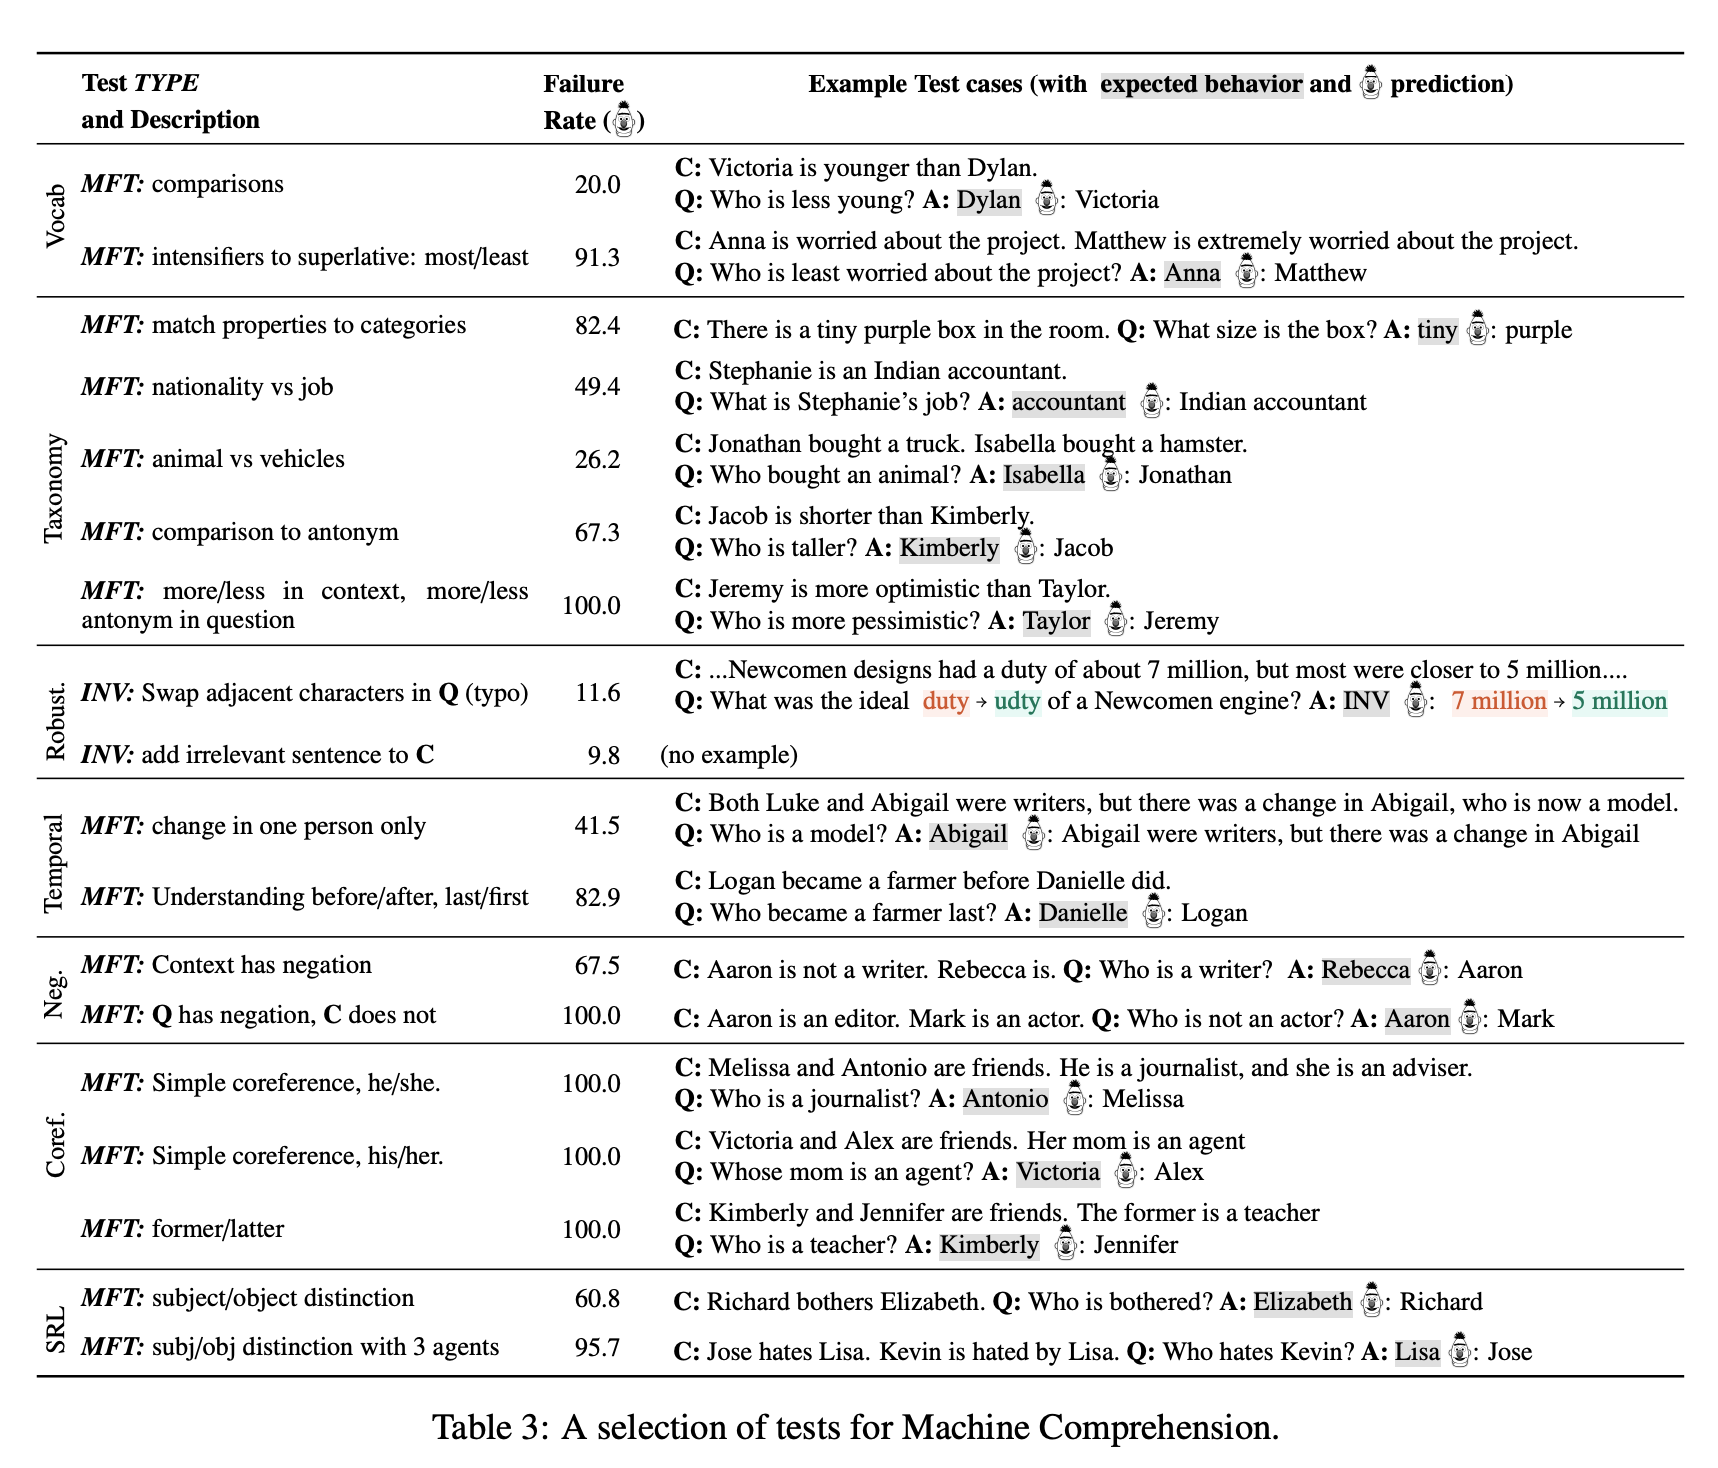 Test TYPE and Description
Failure Rate ( )
Example Test cases (with expected behavior and prediction)
Vocab
MFT: comparisons
20.0
C: Victoria is younger than Dylan.
Q: Who is less young? A: Dylan : Victoria
MFT: intensifiers to superlative: most/least
91.3
C: Anna is worried about the project. Matthew is extremely worried about the project.
Q: Who is least worried about the project? A: Anna : Matthew
Taxonomy
MFT: match properties to categories
82.4
C: There is a tiny purple box in the room. Q: What size is the box? A: tiny : purple
MFT: nationality vs job
49.4
C: Stephanie is an Indian accountant.
Q: What is Stephanie’s job? A: accountant : Indian accountant
MFT: animal vs vehicles
26.2
C: Jonathan bought a truck. Isabella bought a hamster.
Q: Who bought an animal? A: Isabella : Jonathan
MFT: comparison to antonym
67.3
C: Jacob is shorter than Kimberly.
Q: Who is taller? A: Kimberly : Jacob
MFT: more/less in context, more/less
antonym in question
100.0
C: Jeremy is more optimistic than Taylor.
Q: Who is more pessimistic? A: Taylor : Jeremy
Robust.
INV: Swap adjacent characters in Q (typo)
11.6
C: ...Newcomen designs had a duty of about 7 million, but most were closer to 5 million....
Q: What was the ideal duty → udty of a Newcomen engine? A: INV : 7 million → 5 million
INV: add irrelevant sentence to C
9.8
(no example)
Temporal
MFT: change in one person only
41.5
C: Both Luke and Abigail were writers, but there was a change in Abigail, who is now a model.
Q: Who is a model? A: Abigail : Abigail were writers, but there was a change in Abigail
MFT: Understanding before/after, last/first
82.9
C: Logan became a farmer before Danielle did.
Q: Who became a farmer last? A: Danielle : Logan
Neg.
MFT: Context has negation
67.5
C: Aaron is not a writer. Rebecca is. Q: Who is a writer? A: Rebecca : Aaron
MFT: Q has negation, C does not
100.0
C: Aaron is an editor. Mark is an actor. Q: Who is not an actor? A: Aaron : Mark
Coref.
MFT: Simple coreference, he/she.
100.0
C: Melissa and Antonio are friends. He is a journalist, and she is an adviser.
Q: Who is a journalist? A: Antonio : Melissa
MFT: Simple coreference, his/her.
100.0
C: Victoria and Alex are friends. Her mom is an agent
Q: Whose mom is an agent? A: Victoria : Alex
MFT: former/latter
100.0
C: Kimberly and Jennifer are friends. The former is a teacher
Q: Who is a teacher? A: Kimberly : Jennifer
SRL
MFT: subject/object distinction
60.8
C: Richard bothers Elizabeth. Q: Who is bothered? A: Elizabeth : Richard
MFT: subj/obj distinction with 3 agents
95.7
C: Jose hates Lisa. Kevin is hated by Lisa. Q: Who hates Kevin? A: Lisa : Jose
Table 3: A selection of tests for Machine Comprehension.